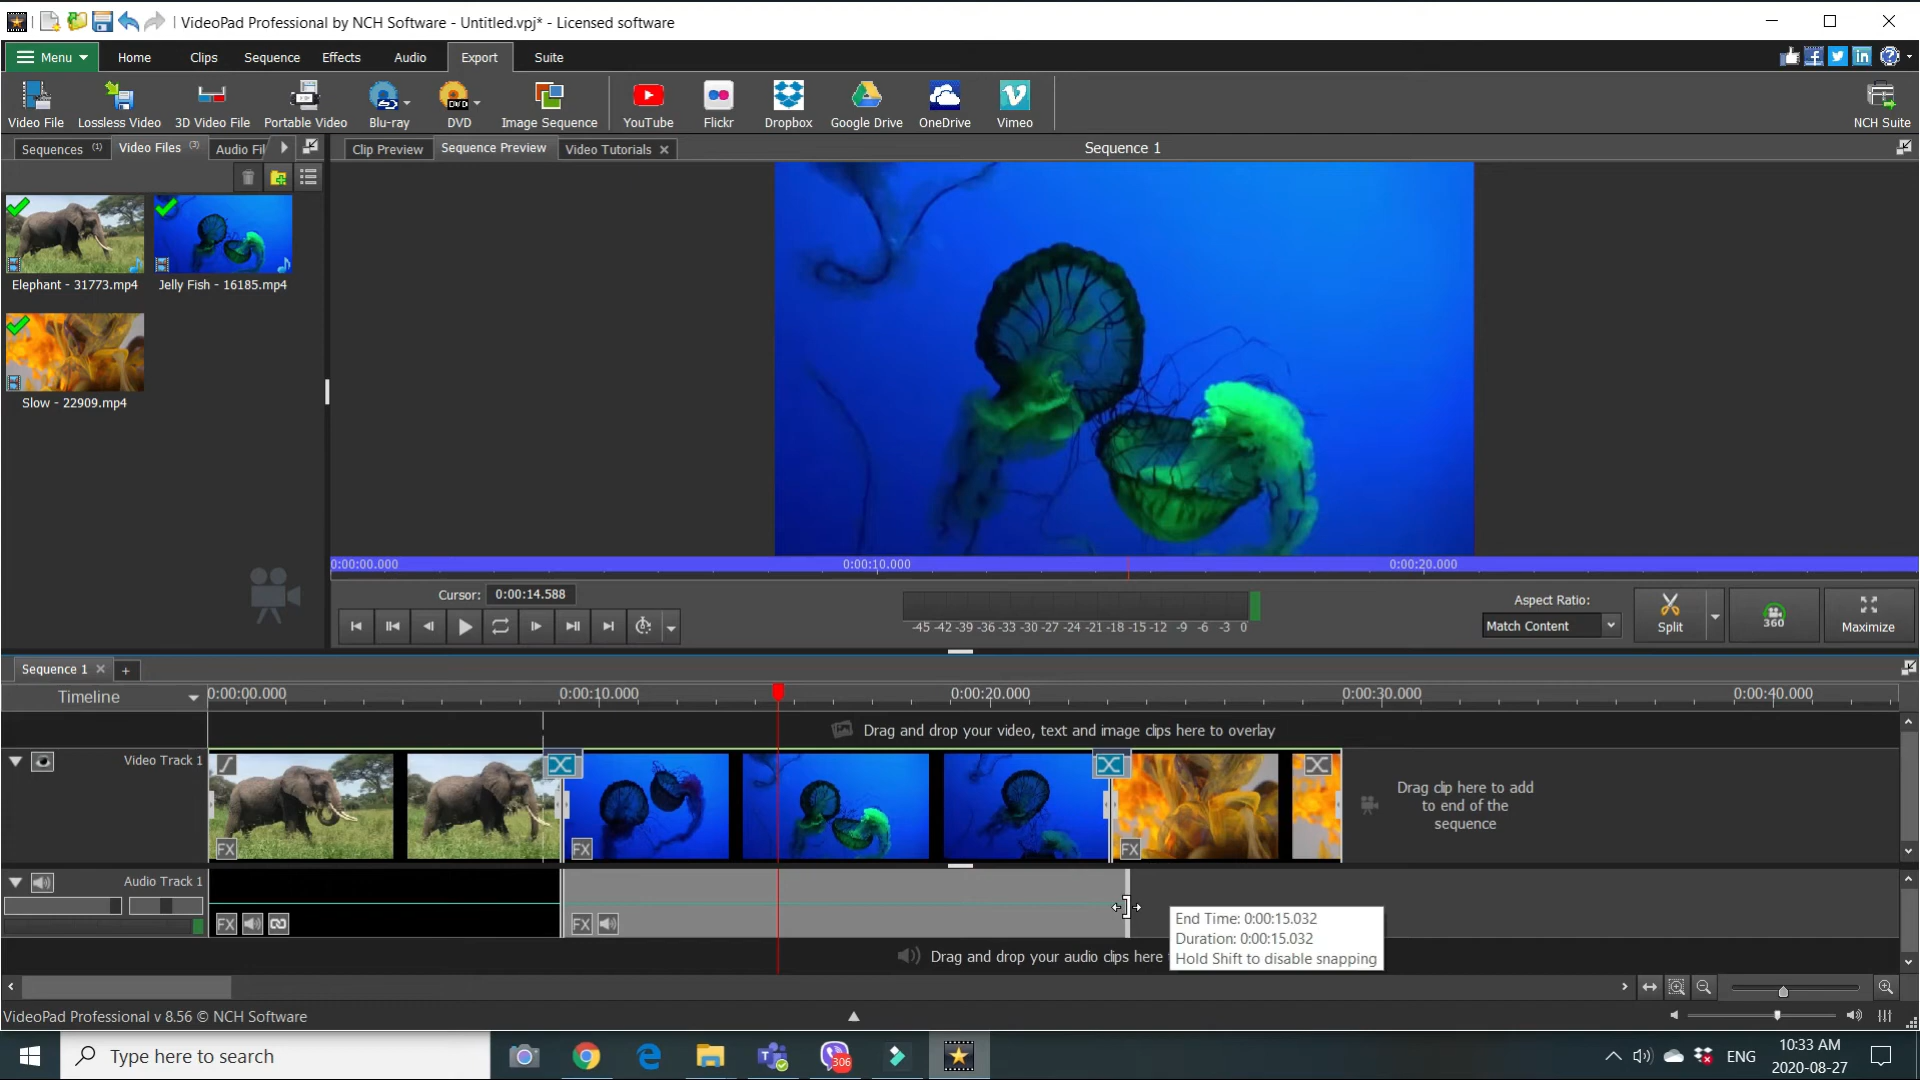 VideoPad Professional by NCH Software - Untitled.vpj* - Licensed software
Menu Home Clips Sequence Effects Audio Export Suite
Video File Lossless Video 3D Video File Portable Video Blu-ray DVD Image Sequence YouTube Flickr Dropbox Google Drive OneDrive Vimeo NCH Suite
Sequences (1) Video Files (3) Audio Fil Clip Preview Sequence Preview Video Tutorials Sequence 1
Elephant - 31773.mp4 Jelly Fish - 16185.mp4
Slow - 22909.mp4
0:00:00.000 0:00:10.000 0:00:20.000
Cursor: 0:00:14.588
-45 -42 -39 -36 -33 -30 -27 -24 -21 -18 -15 -12 -9 -6 -3 0
Aspect Ratio:
Match Content
Split
360
Maximize
Sequence 1
Timeline 0:00:00.000 0:00:10.000 0:00:20.000 0:00:30.000 0:00:40.000
Drag and drop your video, text and image clips here to overlay
Video Track 1
Drag clip here to add
to end of the
sequence
FX FX FX
Audio Track 1
FX FX
End Time: 0:00:15.032
Duration: 0:00:15.032
Hold Shift to disable snapping
Drag and drop your audio clips here
VideoPad Professional v 8.56 © NCH Software
Type here to search
306
ENG
10:33 AM
2020-08-27